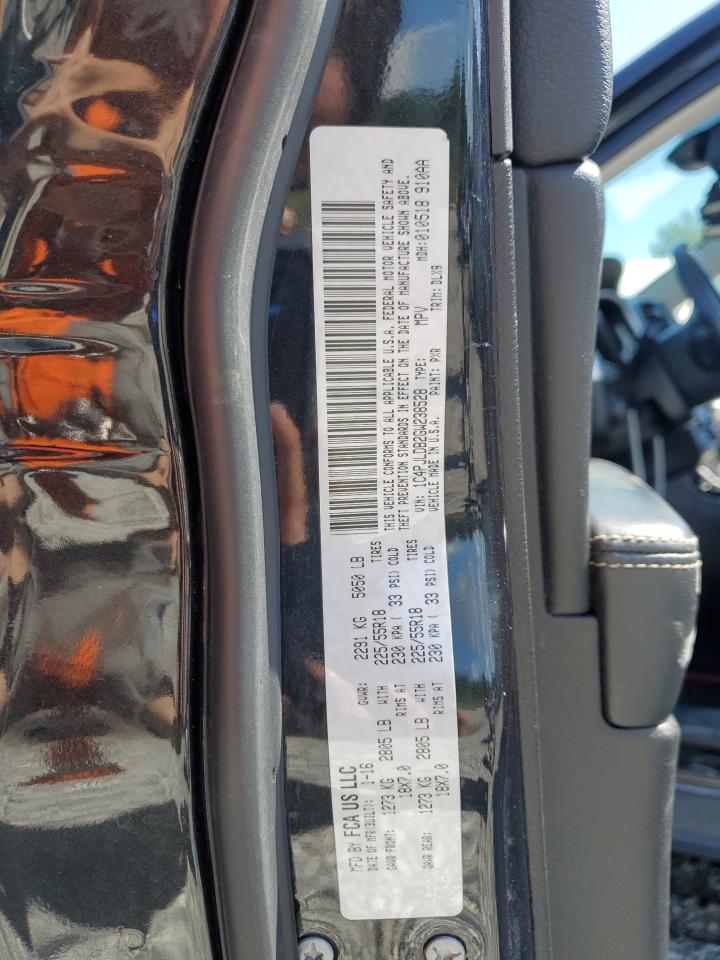 MFD BY FCA US LLC
DATE OF MFR(BUILT): 1-16 GVWR: 2291 KG 5050 LB
GAWR FRONT: 1273 KG 2805 LB WITH 225/55R18 TIRES
18X7.0 RIMS AT 230 KPA ( 33 PSI) COLD
GAWR REAR: 1273 KG 2805 LB WITH 225/55R18 TIRES
18X7.0 RIMS AT 230 KPA ( 33 PSI) COLD
THIS VEHICLE CONFORMS TO ALL APPLICABLE U.S.A. FEDERAL MOTOR VEHICLE SAFETY AND
THEFT PREVENTION STANDARDS IN EFFECT ON THE DATE OF MANUFACTURE SHOWN ABOVE.
VIN: 1C4PJLDB2GW238528 TYPE: MPV MDH:010518 910AA
VEHICLE MADE IN U.S.A. PAINT: PXR TRIM: DLX9